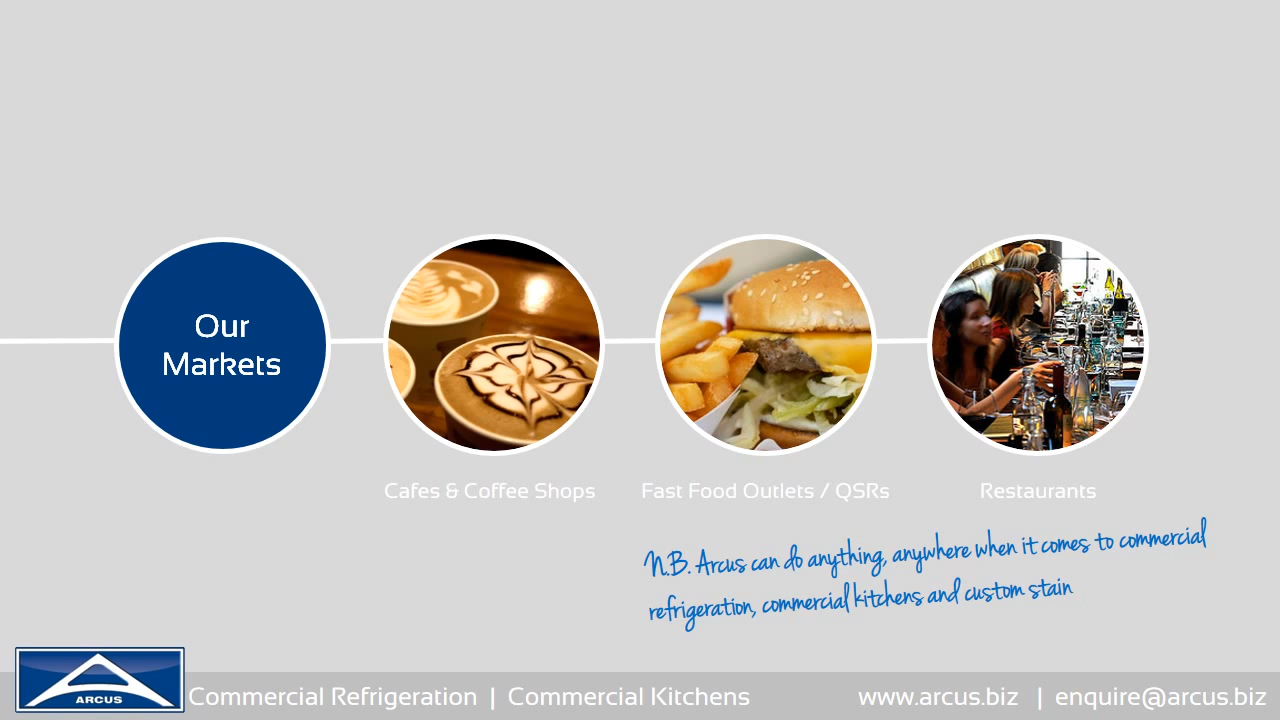 Our
Markets
Cafes & Coffee Shops
Fast Food Outlets / QSRs
Restaurants
N.B. Arcus can do anything, anywhere when it comes to commercial
refrigeration, commercial kitchens and custom stain
ARCUS
Commercial Refrigeration | Commercial Kitchens
www.arcus.biz | enquire@arcus.biz